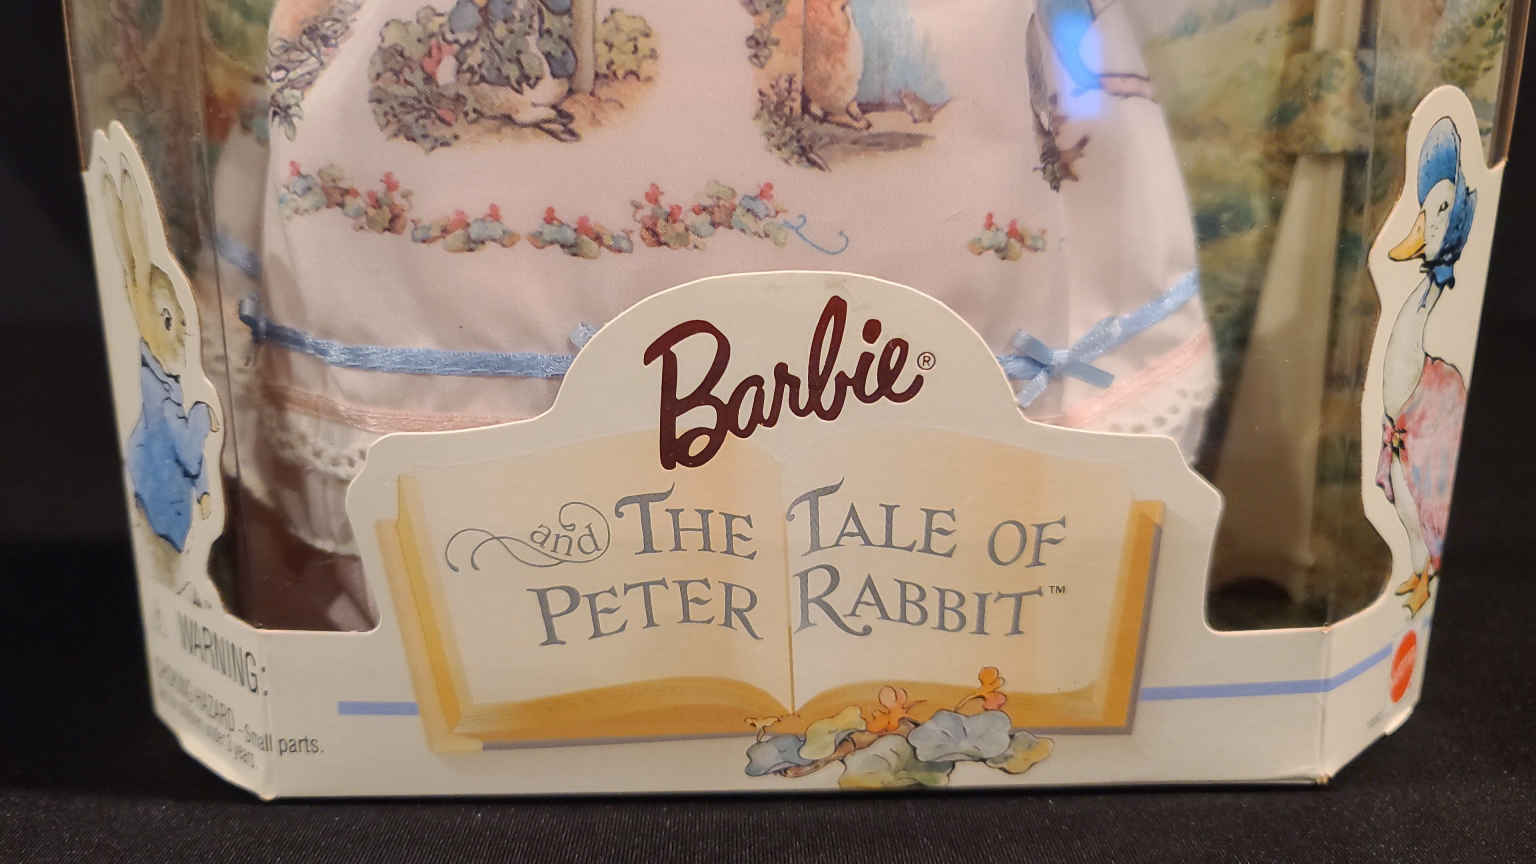 Barbie®
and THE TALE OF
PETER RABBIT™
WARNING:
CHOKING HAZARD -Small parts.